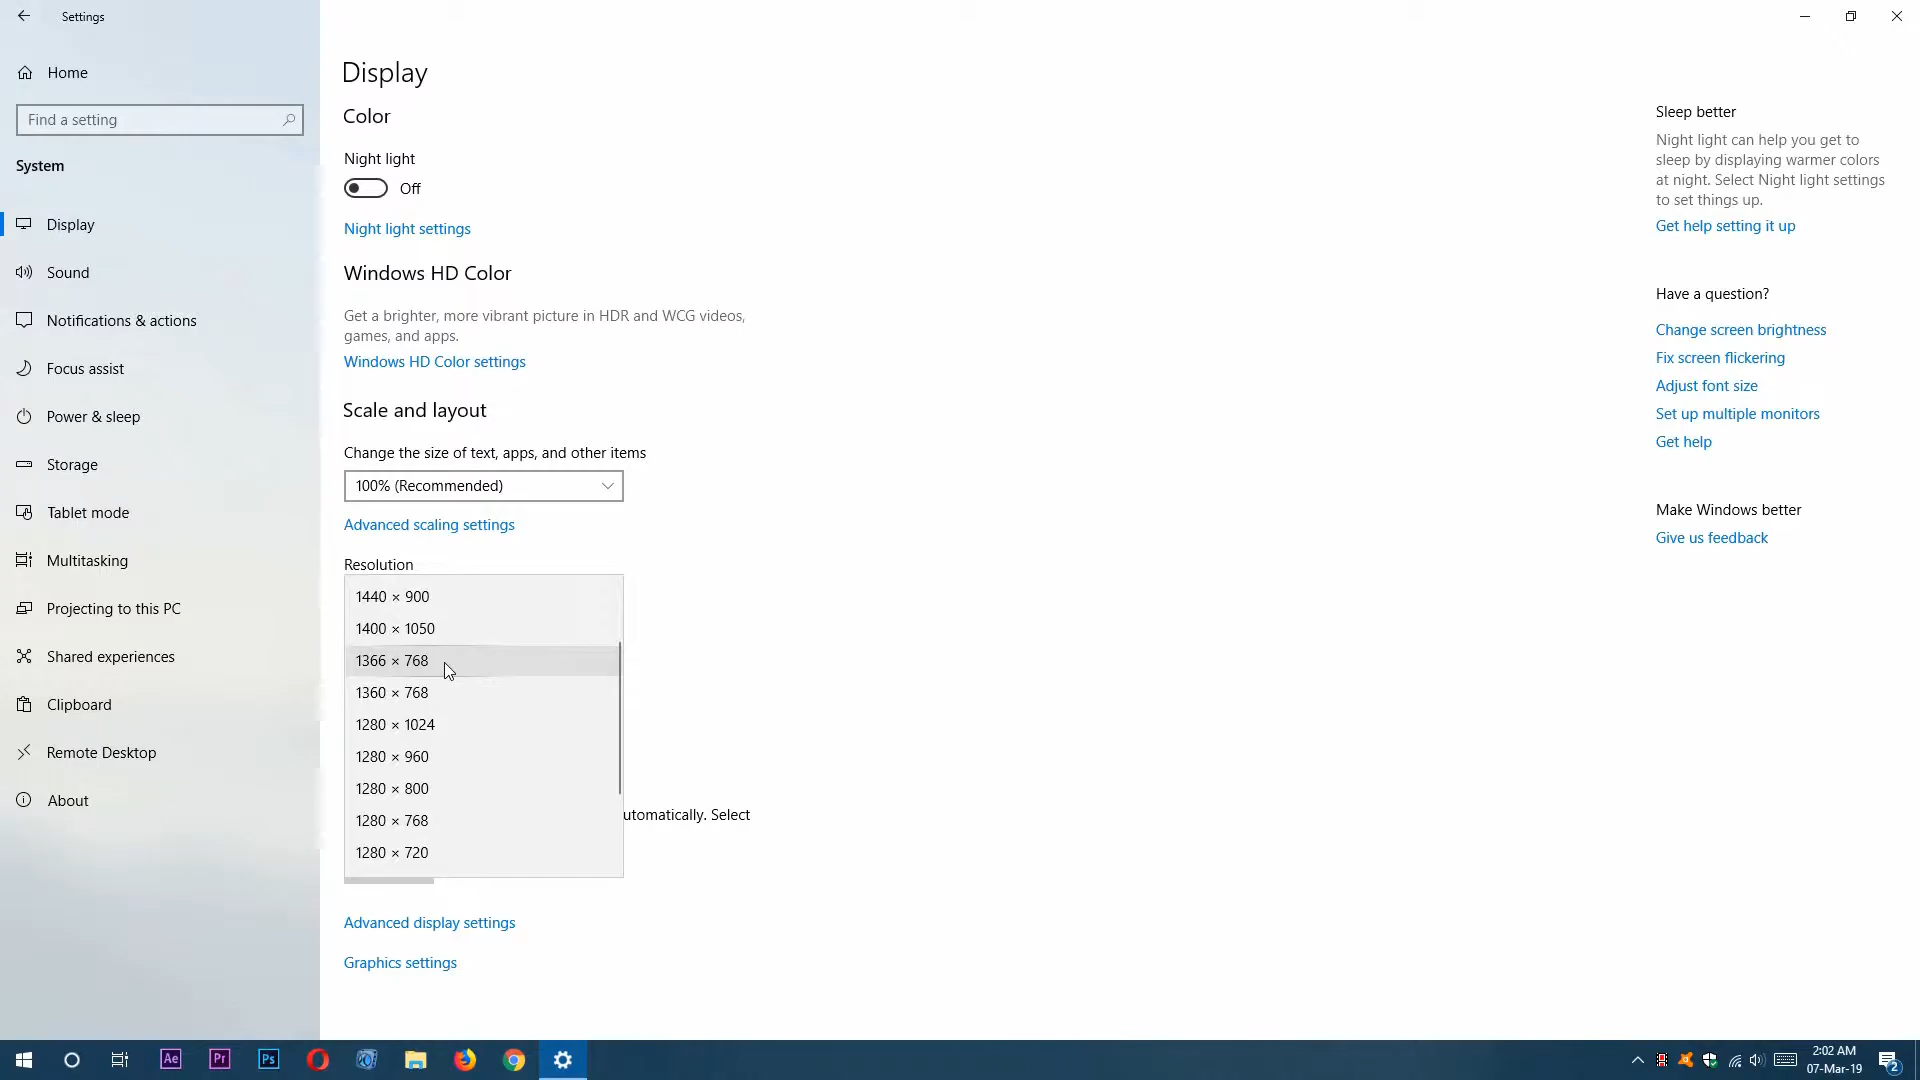 Settings
Home
Find a setting
System
Display
Sound
Notifications & actions
Focus assist
Power & sleep
Storage
Tablet mode
Multitasking
Projecting to this PC
Shared experiences
Clipboard
Remote Desktop
About
Display
Color
Night light
Off
Night light settings
Windows HD Color
Get a brighter, more vibrant picture in HDR and WCG videos,
games, and apps.
Windows HD Color settings
Scale and layout
Change the size of text, apps, and other items
100% (Recommended)
Advanced scaling settings
Resolution
1440 × 900
1400 × 1050
1366 × 768
1360 × 768
1280 × 1024
1280 × 960
1280 × 800
1280 × 768
1280 × 720
utomatically. Select
Advanced display settings
Graphics settings
Sleep better
Night light can help you get to
sleep by displaying warmer colors
at night. Select Night light settings
to set things up.
Get help setting it up
Have a question?
Change screen brightness
Fix screen flickering
Adjust font size
Set up multiple monitors
Get help
Make Windows better
Give us feedback
Ae
Pr
Ps
2:02 AM
07-Mar-19
2